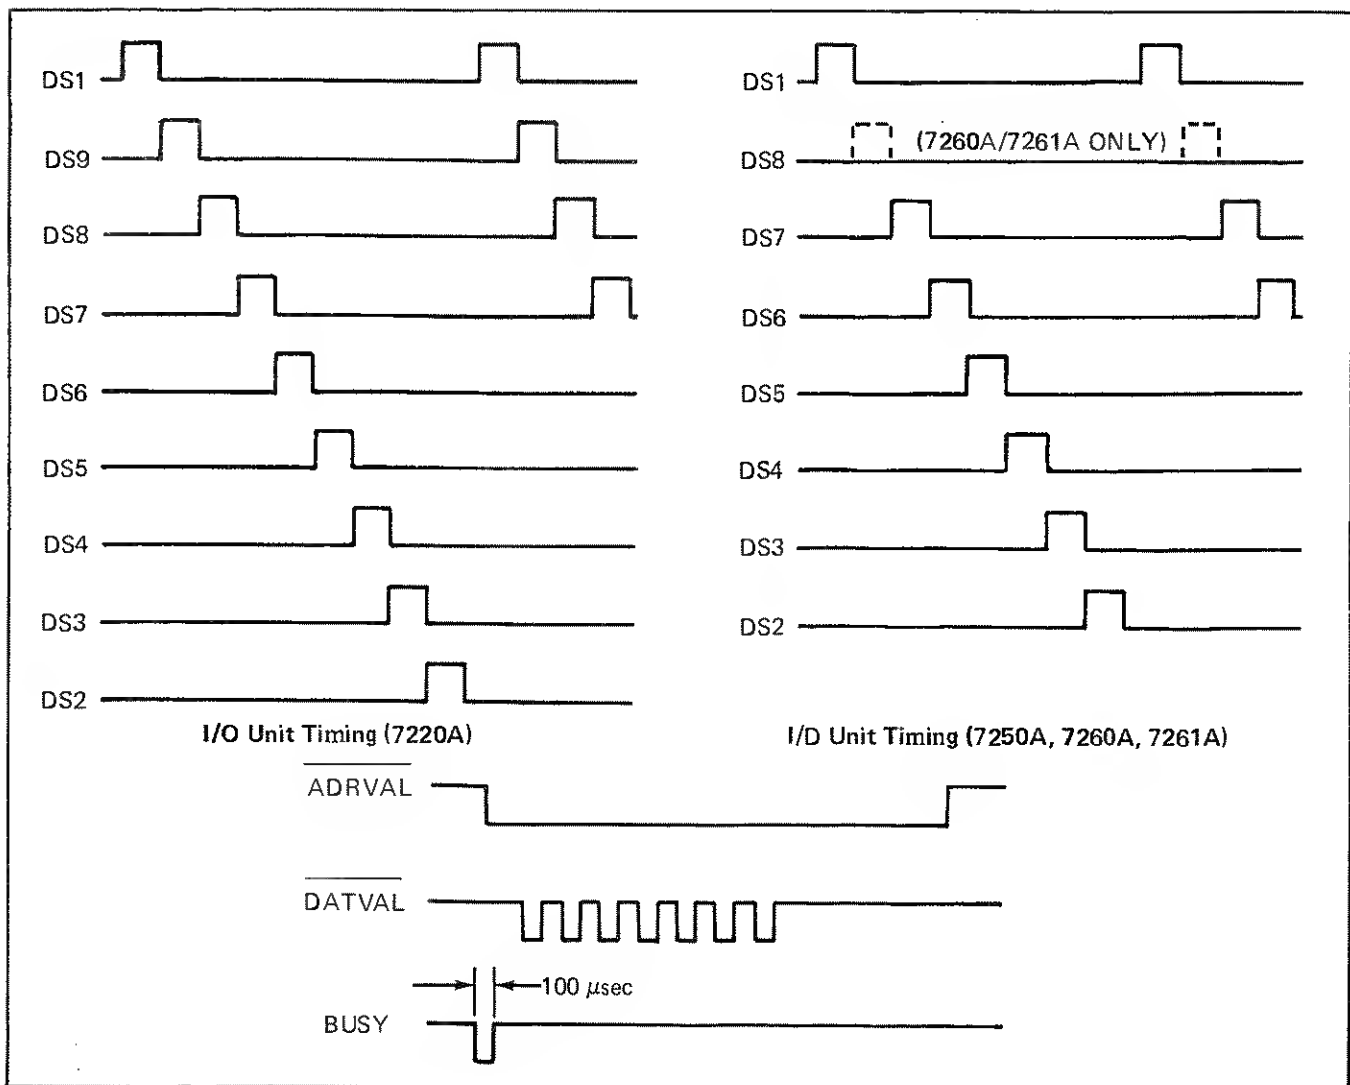 DS1
DS9
DS8
DS7
DS6
DS5
DS4
DS3
DS2
I/O Unit Timing (7220A)
DS1
DS8
(7260A/7261A ONLY)
DS7
DS6
DS5
DS4
DS3
DS2
I/D Unit Timing (7250A, 7260A, 7261A)
ADRVAL
DATVAL
100 μsec
BUSY